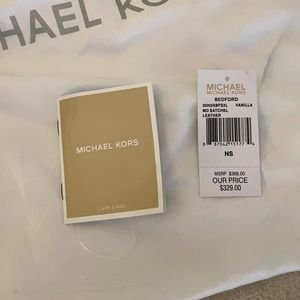 MICHAEL KORS
MICHAEL
MICHAEL KORS
BEDFORD
VANILLA
MD SATCHEL
LEATHER
NS
MSRP: $368.00
OUR PRICE
$329.00
MICHAEL KORS
CARE CARD